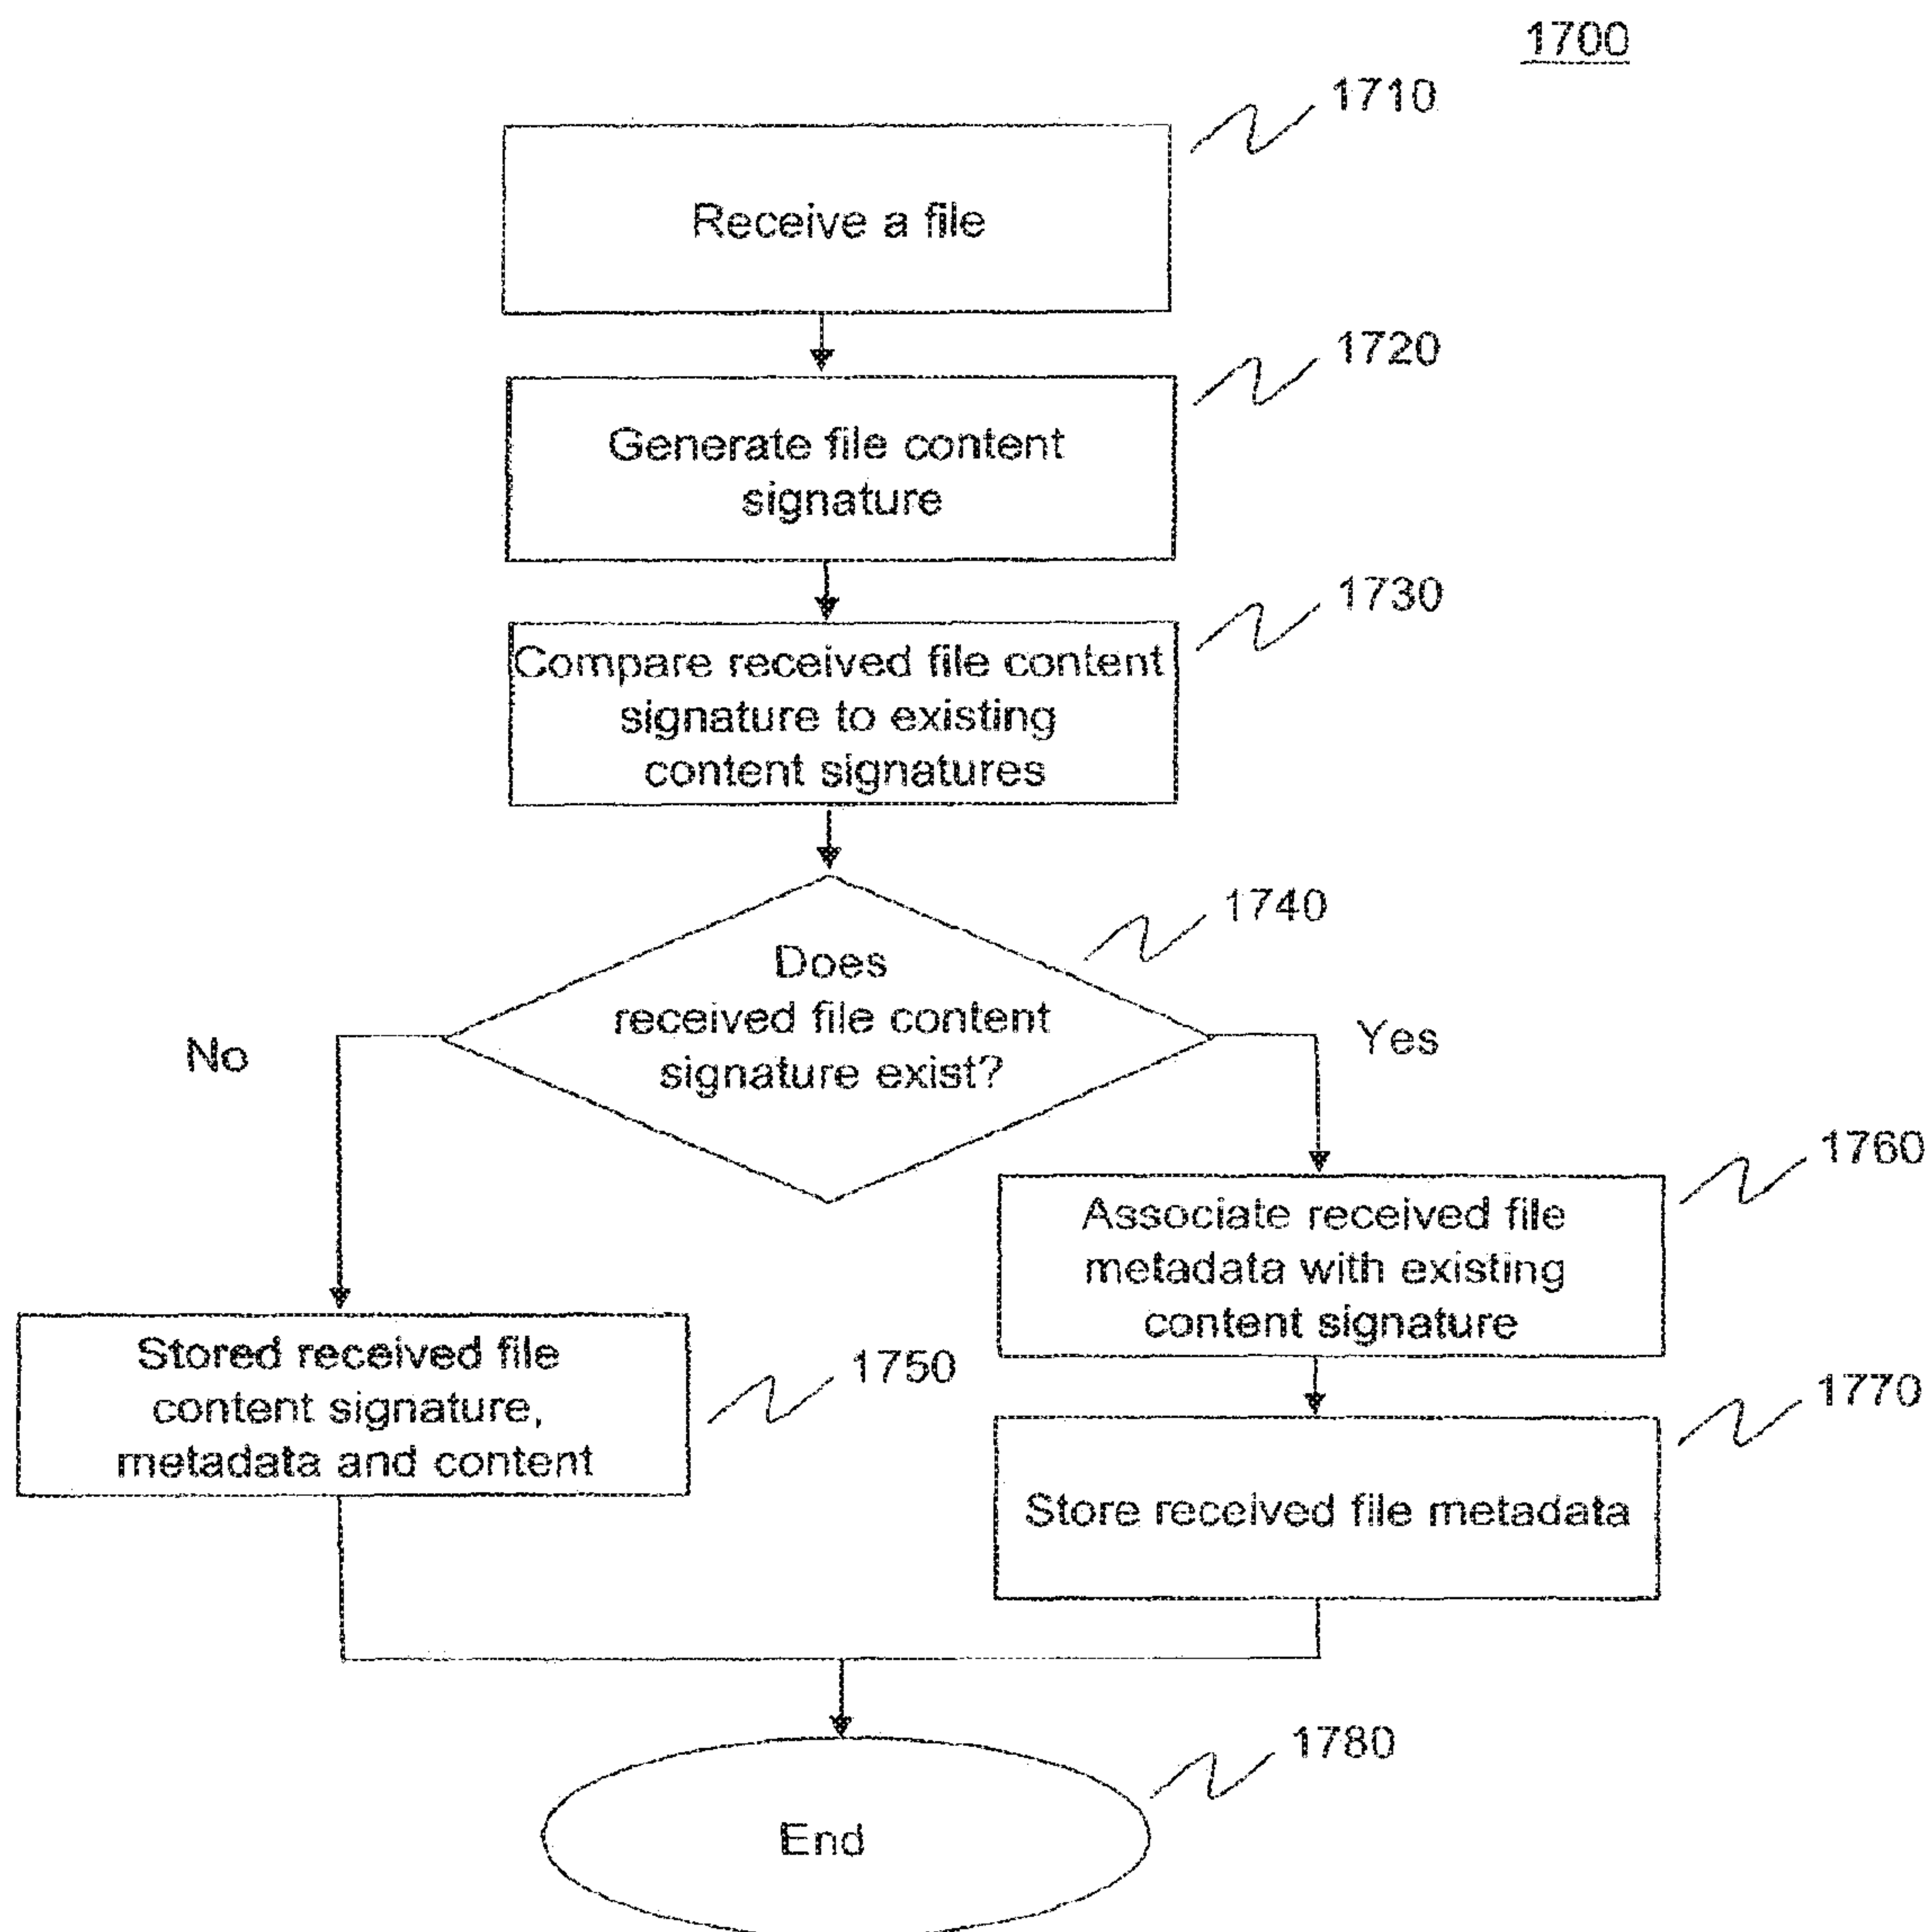 1700
1710
Receive a file
1720
Generate file content
signature
1730
Compare received file content
signature to existing
content signatures
1740
Does
received file content
signature exist?
No
Yes
1760
Associate received file
metadata with existing
content signature
1750
Stored received file
content signature,
metadata and content
1770
Store received file metadata
1780
End